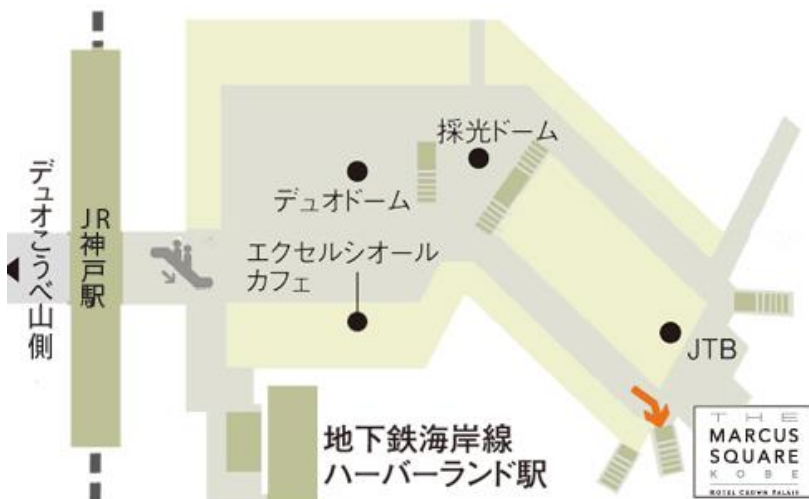 採光ドーム
デュオドーム
エクセルシオール
カフェ
デュオこうべ山側
JR神戸駅
JTB
地下鉄海岸線
ハーバーランド駅
THE
MARCUS
SQUARE
KOBE
HOTEL CROWN PALAIS